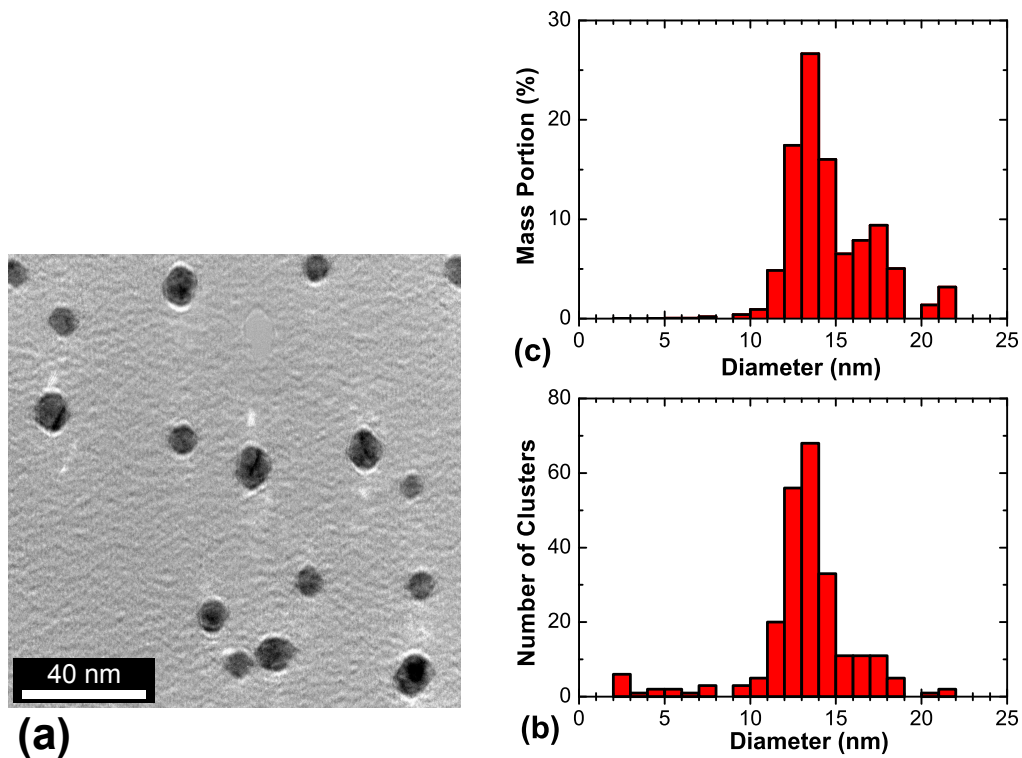 40 nm
(a)
30
20
10
0
Mass Portion (%)
0 5 10 15 20 25
Diameter (nm)
(c)
80
60
40
20
0
Number of Clusters
0 5 10 15 20 25
Diameter (nm)
(b)